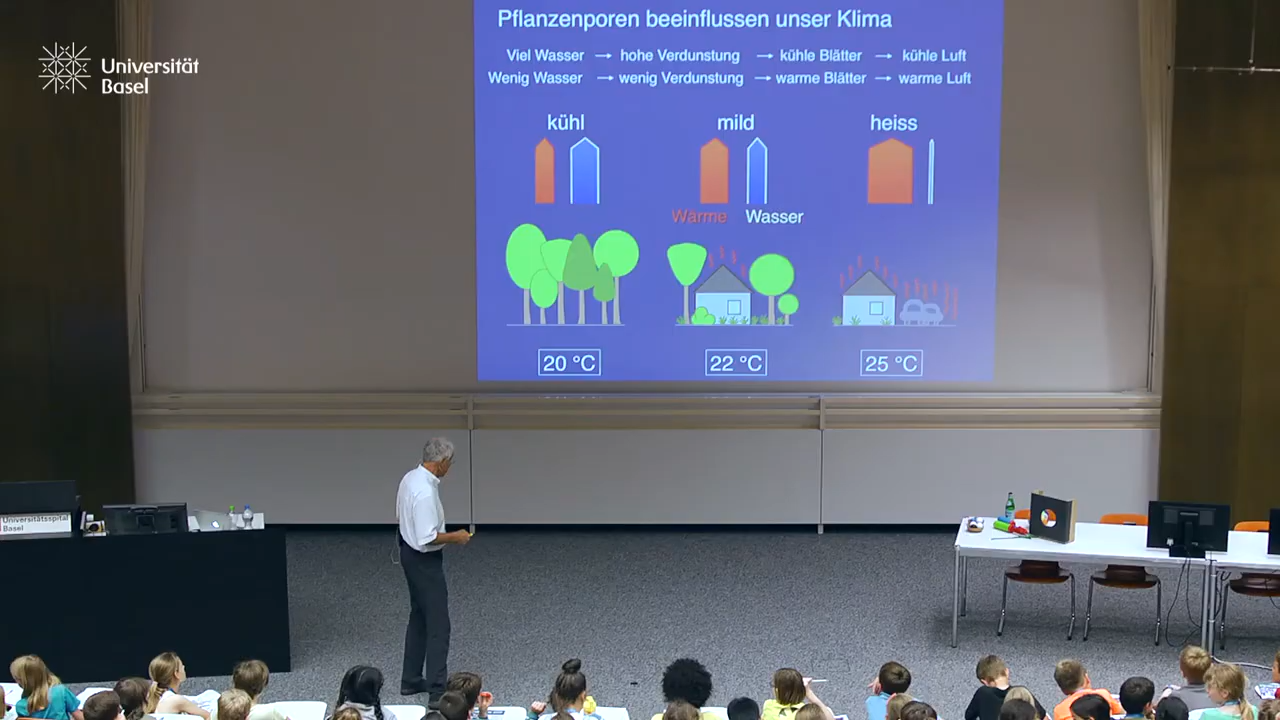 Universität
Basel
Pflanzenporen beeinflussen unser Klima
Viel Wasser → hohe Verdunstung → kühle Blätter → kühle Luft
Wenig Wasser → wenig Verdunstung → warme Blätter → warme Luft
kühl mild heiss
Wärme Wasser
20 °C 22 °C 25 °C
Universitätsspital
Basel